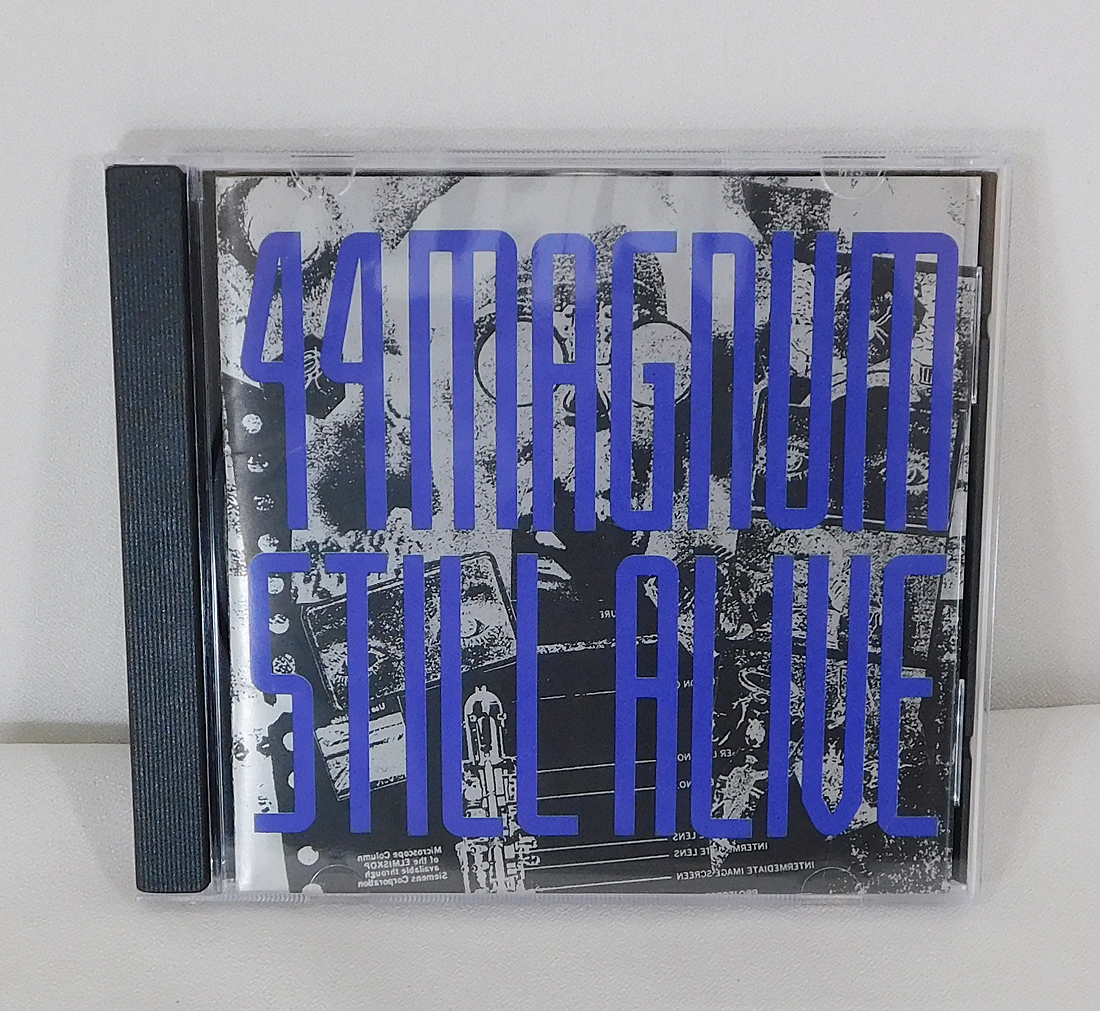 44MAGNUM
STILL ALIVE
Microscope Column
of the ELMISKOP
available through
Siemens Corporation
LENS
INTERMEDIATE LENS
INTERMEDIATE IMAGE SCREEN